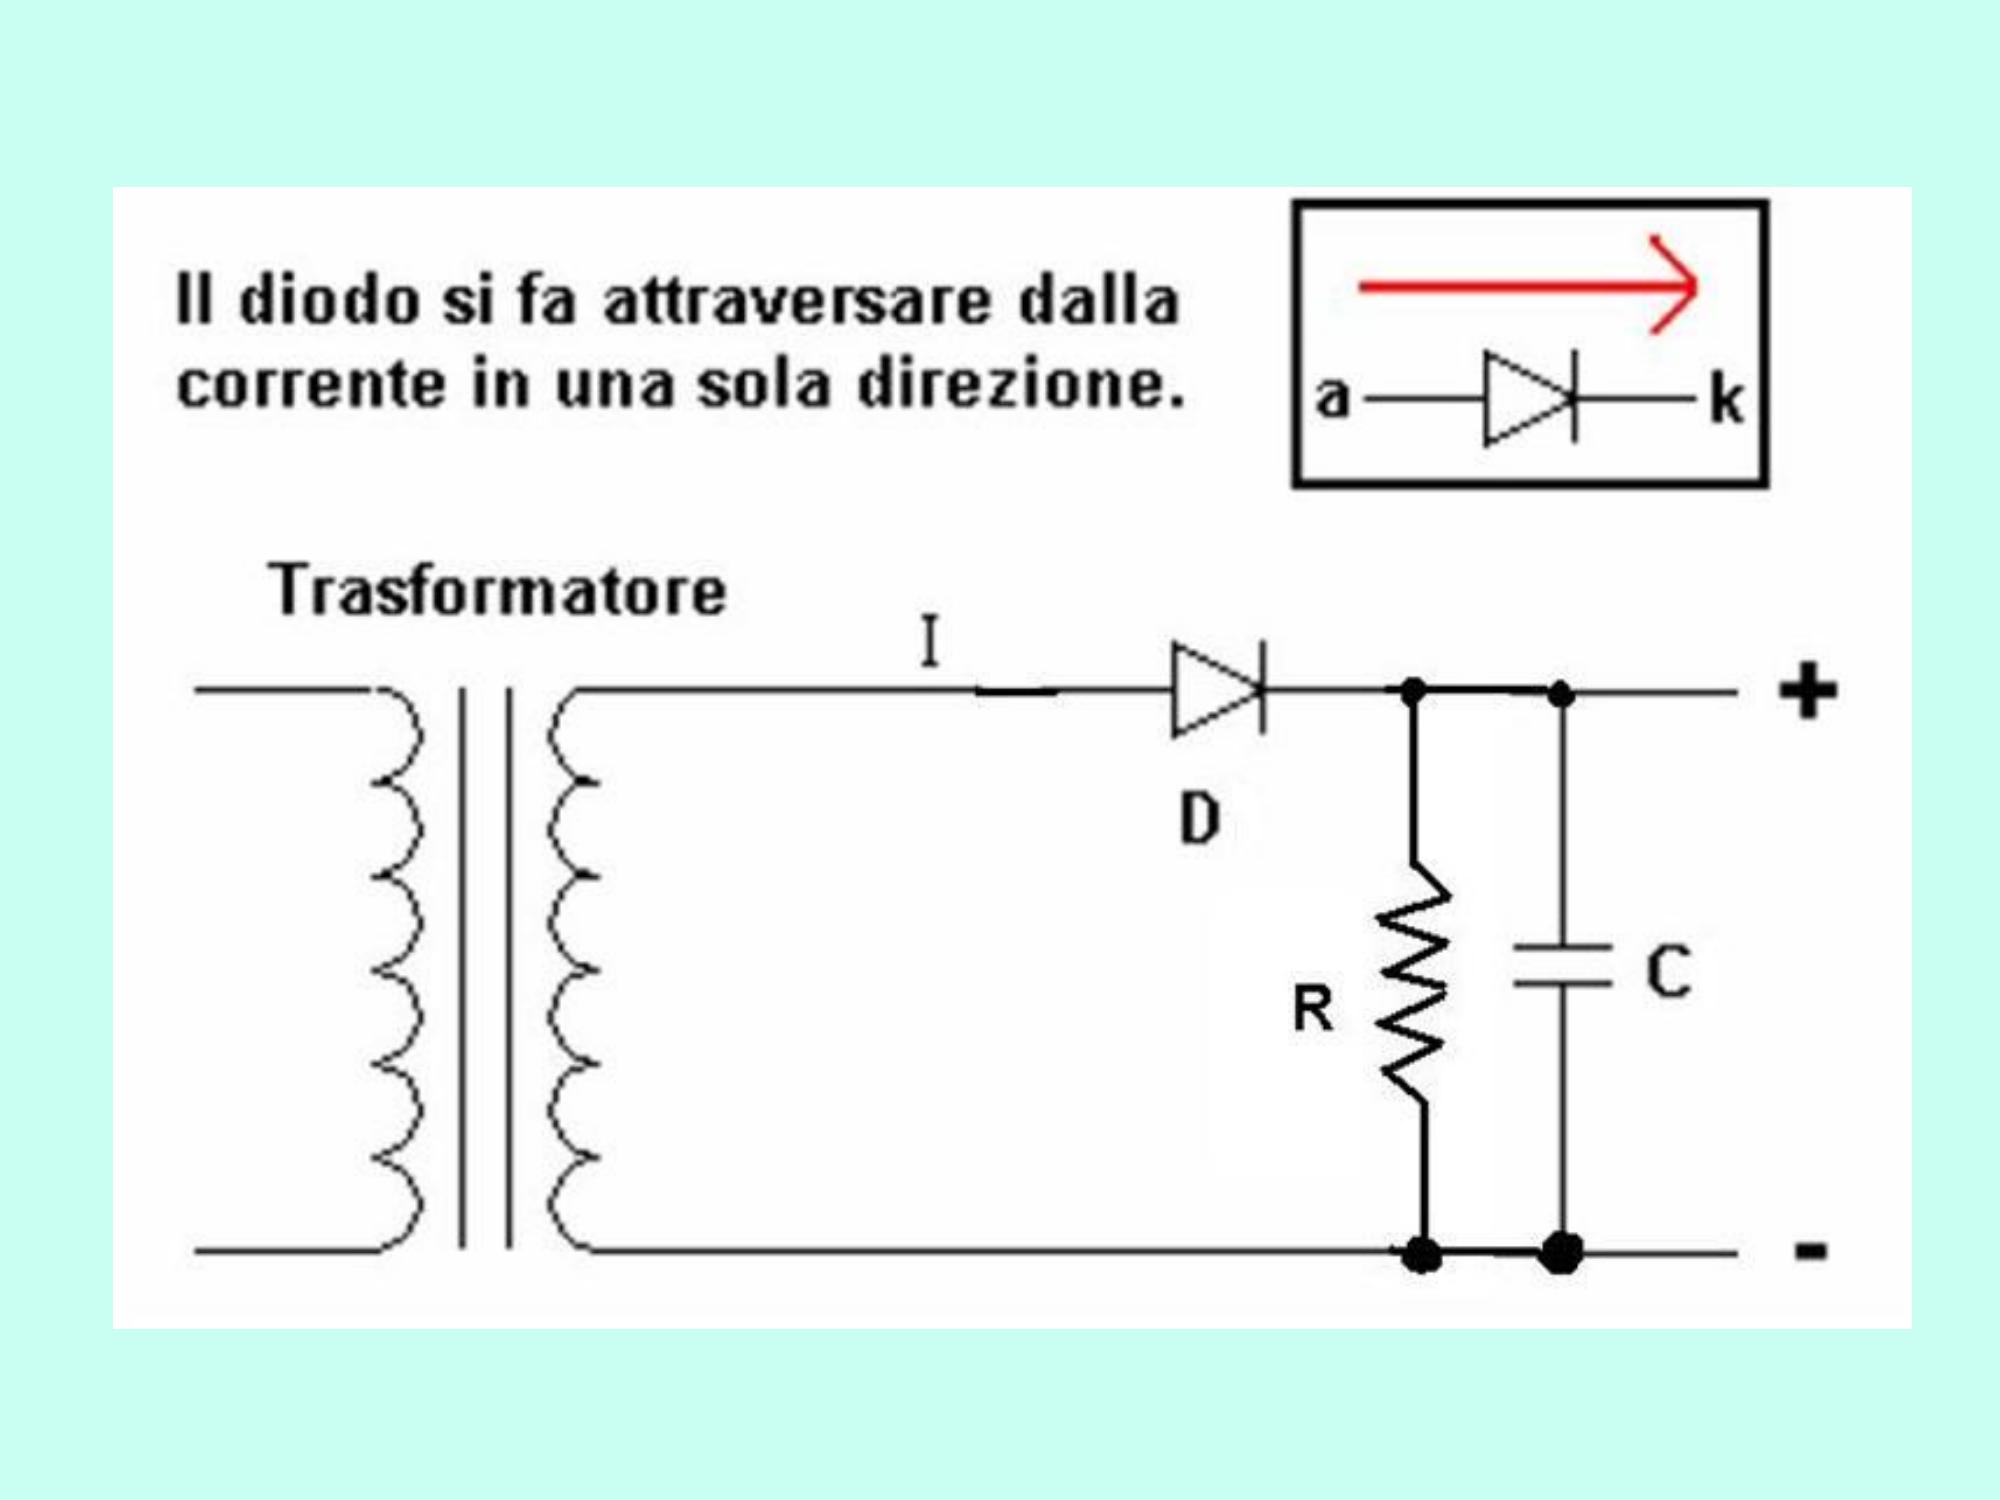 Il diodo si fa attraversare dalla
corrente in una sola direzione.
a k
Trasformatore
I
+
D
R
C
-